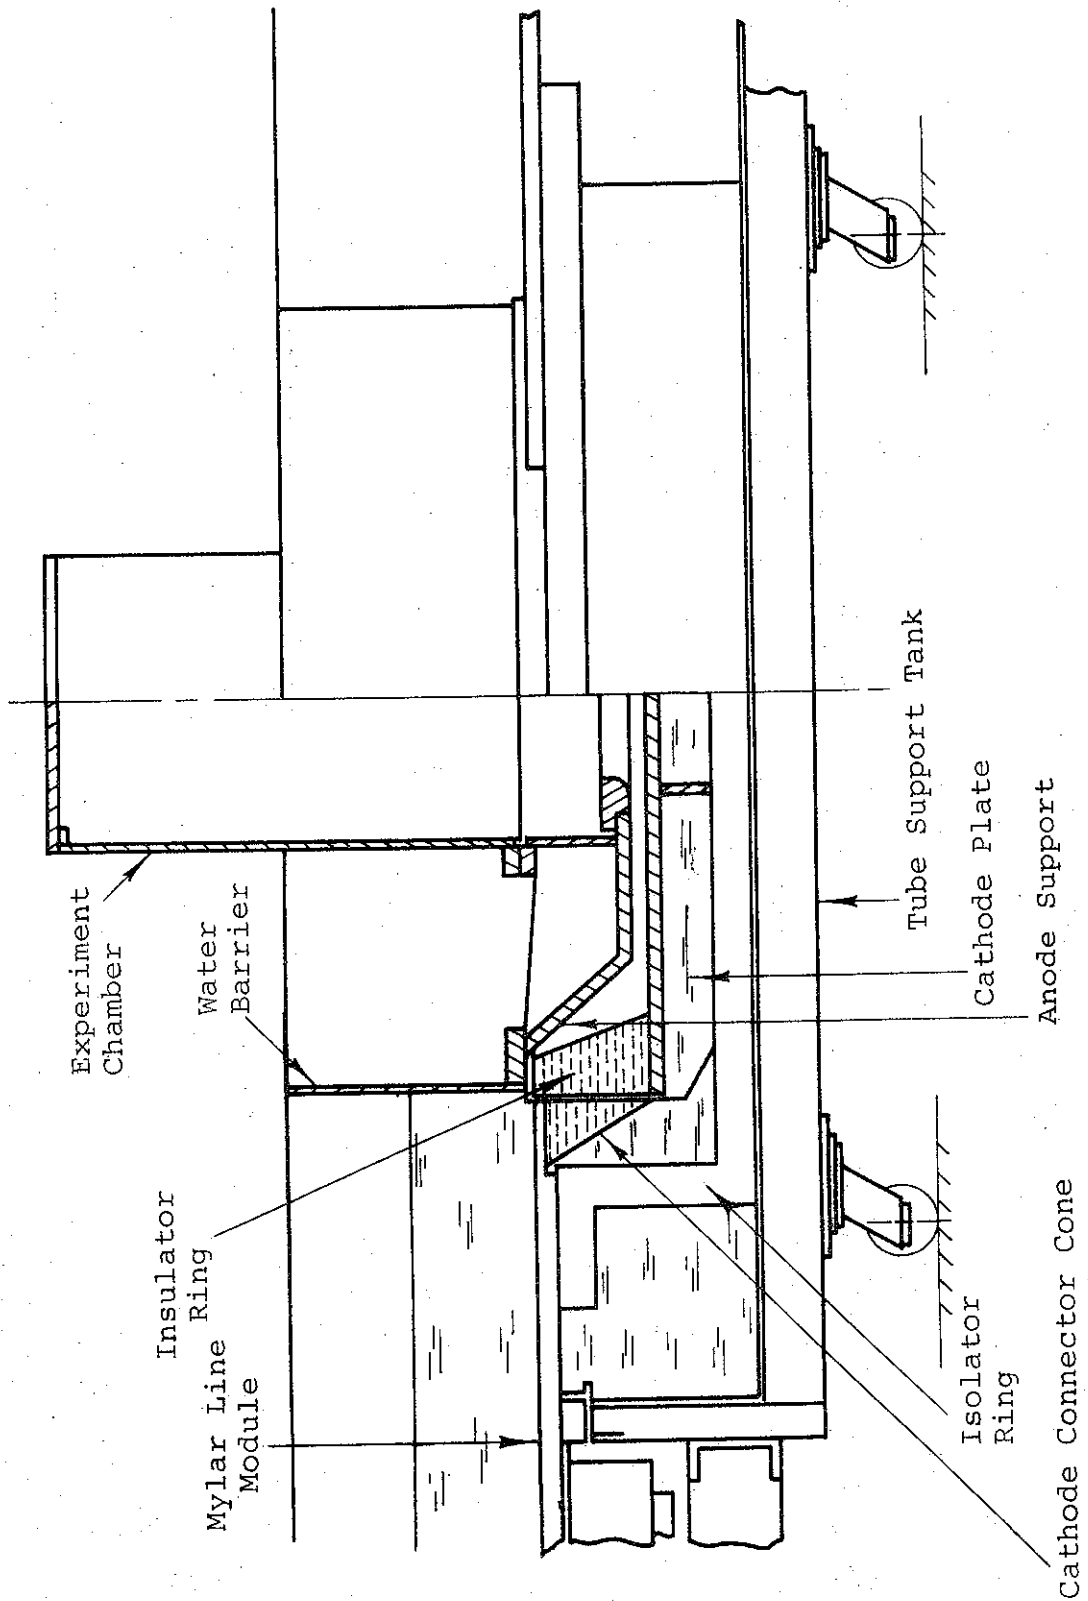 Experiment
Chamber
Water
Barrier
Insulator
Ring
Mylar Line
Module
Tube Support Tank
Cathode Plate
Anode Support
Isolator
Ring
Cathode Connector Cone